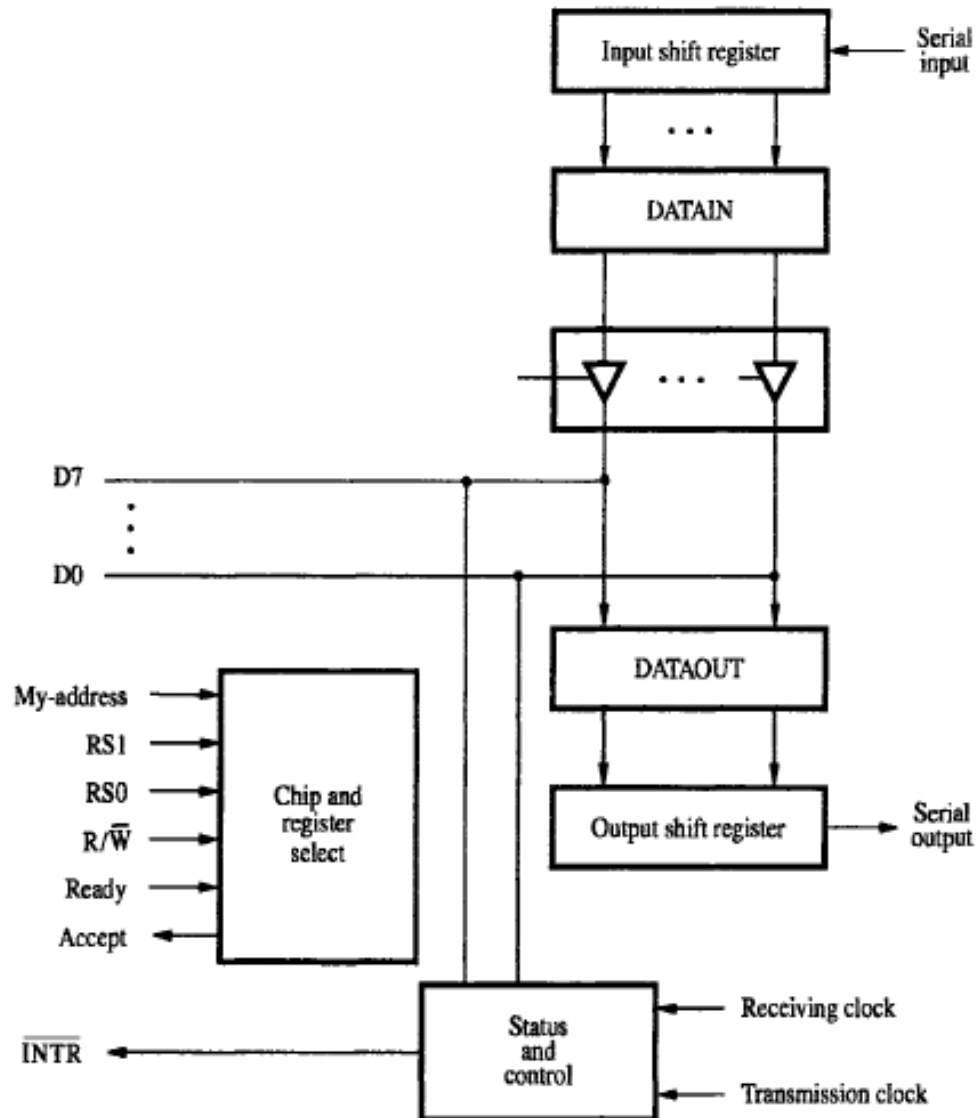 Input shift register
Serial
input
. . .
DATAIN
. . .
D7
D0
DATAOUT
My-address
RS1
RS0
R/W̅
Ready
Accept
Chip and
register
select
Output shift register
Serial
output
I̅N̅T̅R̅
Status
and
control
Receiving clock
Transmission clock